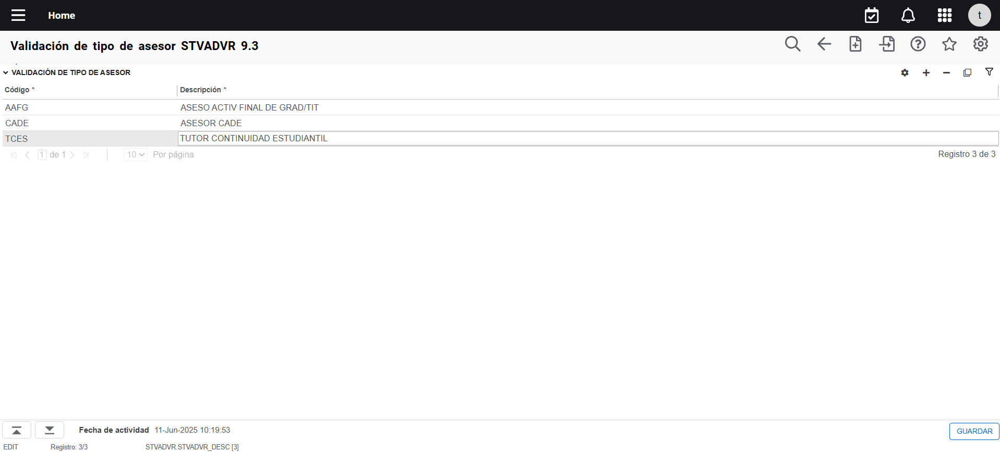 Home
t
Validación de tipo de asesor STVADVR 9.3
VALIDACIÓN DE TIPO DE ASESOR
Código * Descripción *
AAFG ASESO ACTIV FINAL DE GRAD/TIT
CADE ASESOR CADE
TCES TUTOR CONTINUIDAD ESTUDIANTIL
1 de 1 10 Por página Registro 3 de 3
Fecha de actividad 11-Jun-2025 10:19:53
GUARDAR
EDIT Registro: 3/3 STVADVR.STVADVR_DESC [3]